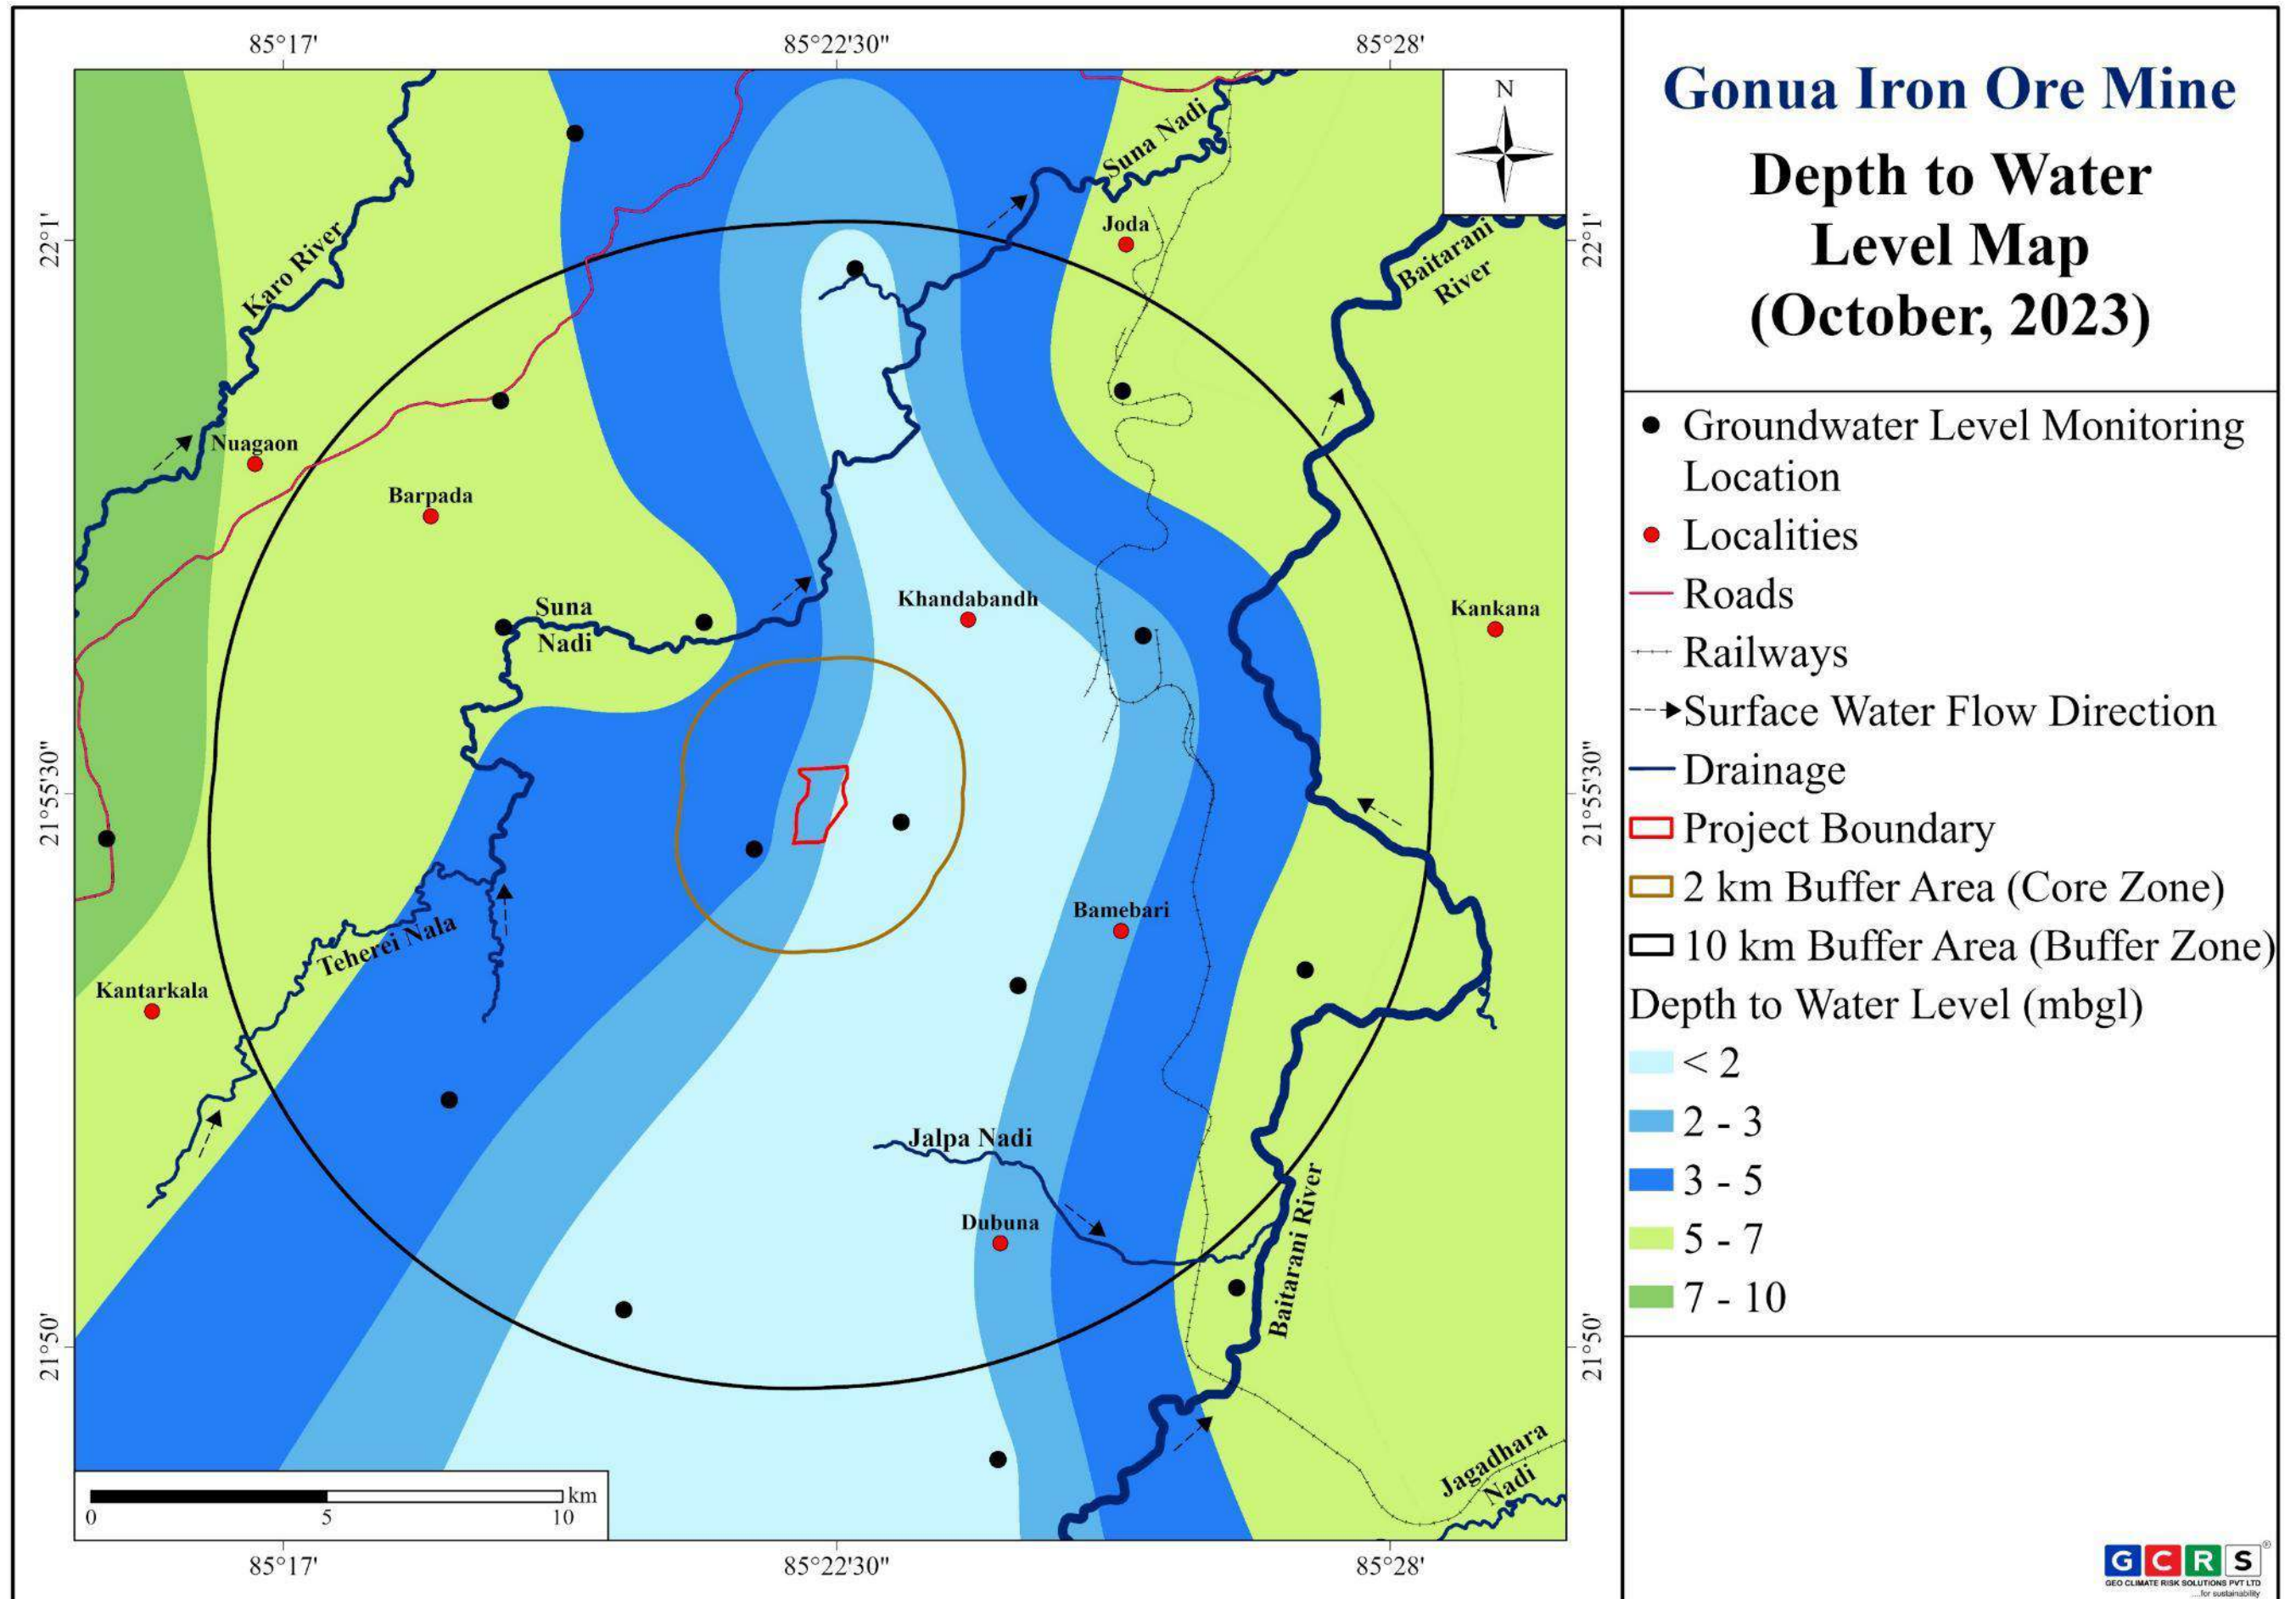 85°17'
85°22'30"
85°28'
22°1'
21°55'30"
21°50'
22°1'
21°55'30"
21°50'
85°17'
85°22'30"
85°28'
N
Suna Nadi
Joda
Baitarani
River
Karo River
Nuagaon
Barpada
Suna
Nadi
Khandabandh
Kankana
Teherei Nala
Bamebari
Kantarkala
Jalpa Nadi
Dubuna
Baitarani River
Jagadhara
Nadi
km
0 5 10
Gonua Iron Ore Mine
Depth to Water
Level Map
(October, 2023)
Groundwater Level Monitoring
Location
Localities
Roads
Railways
Surface Water Flow Direction
Drainage
Project Boundary
2 km Buffer Area (Core Zone)
10 km Buffer Area (Buffer Zone)
Depth to Water Level (mbgl)
< 2
2 - 3
3 - 5
5 - 7
7 - 10
GCRS®
GEO CLIMATE RISK SOLUTIONS PVT LTD
....for sustainability